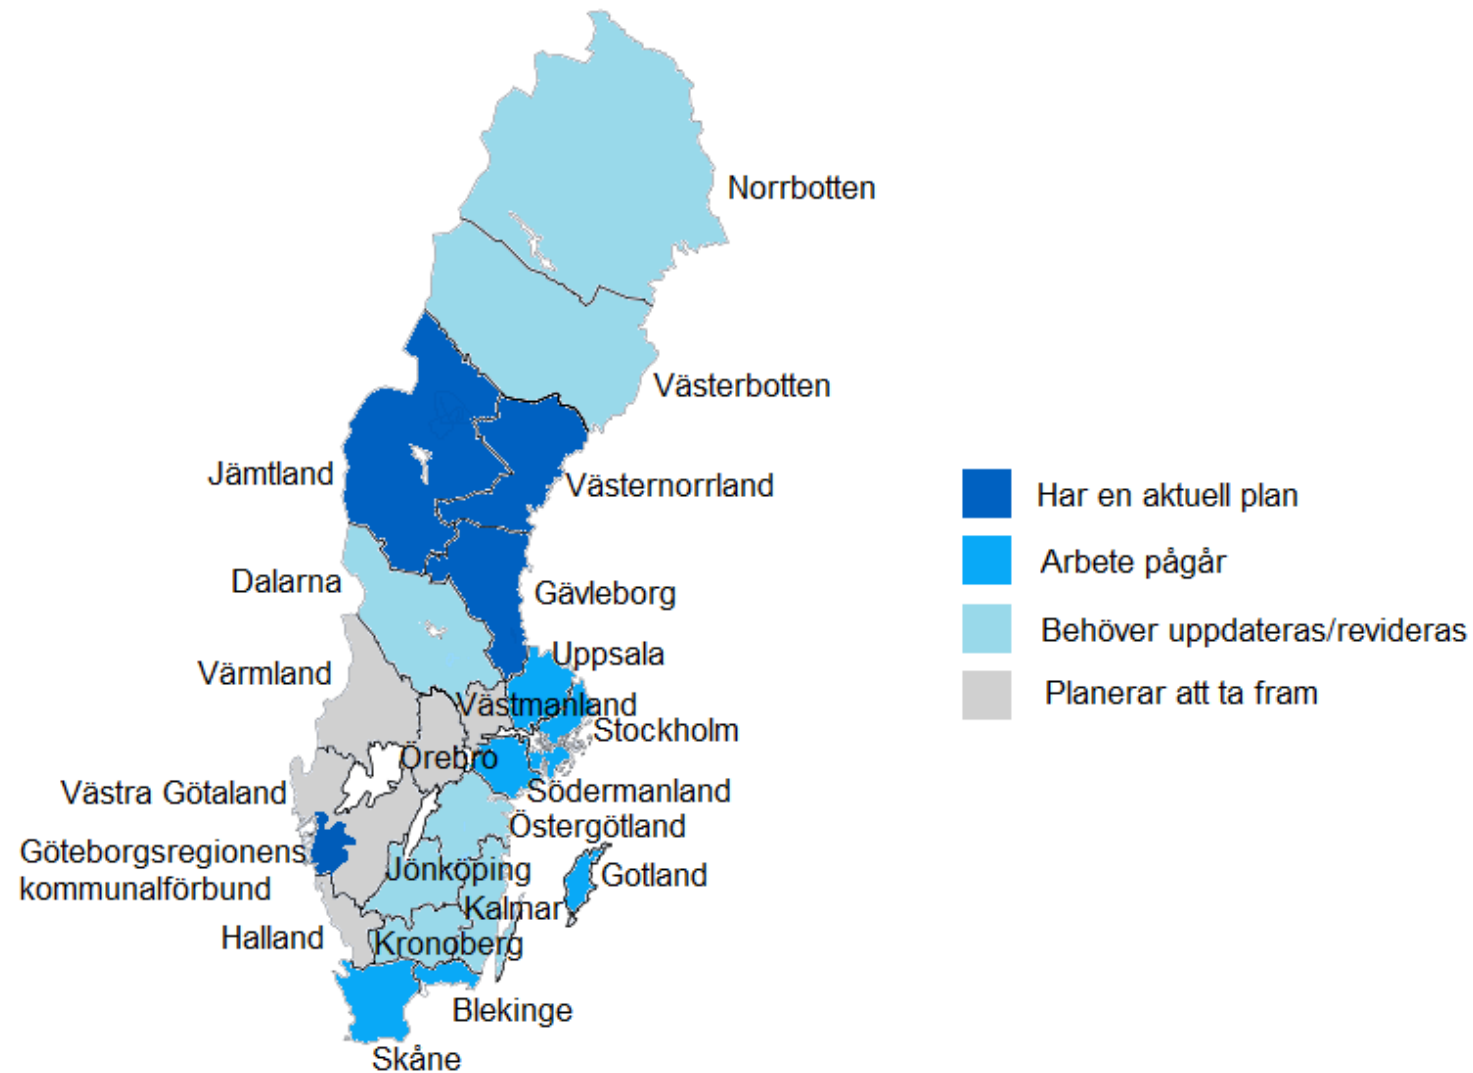 Norrbotten
Västerbotten
Jämtland
Västernorrland
Dalarna
Gävleborg
Uppsala
Värmland
Västmanland
Stockholm
Örebro
Västra Götaland
Södermanland
Östergötland
Göteborgsregionens
kommunalförbund
Jönköping
Gotland
Kalmar
Halland
Kronoberg
Blekinge
Skåne
Har en aktuell plan
Arbete pågår
Behöver uppdateras/revideras
Planerar att ta fram